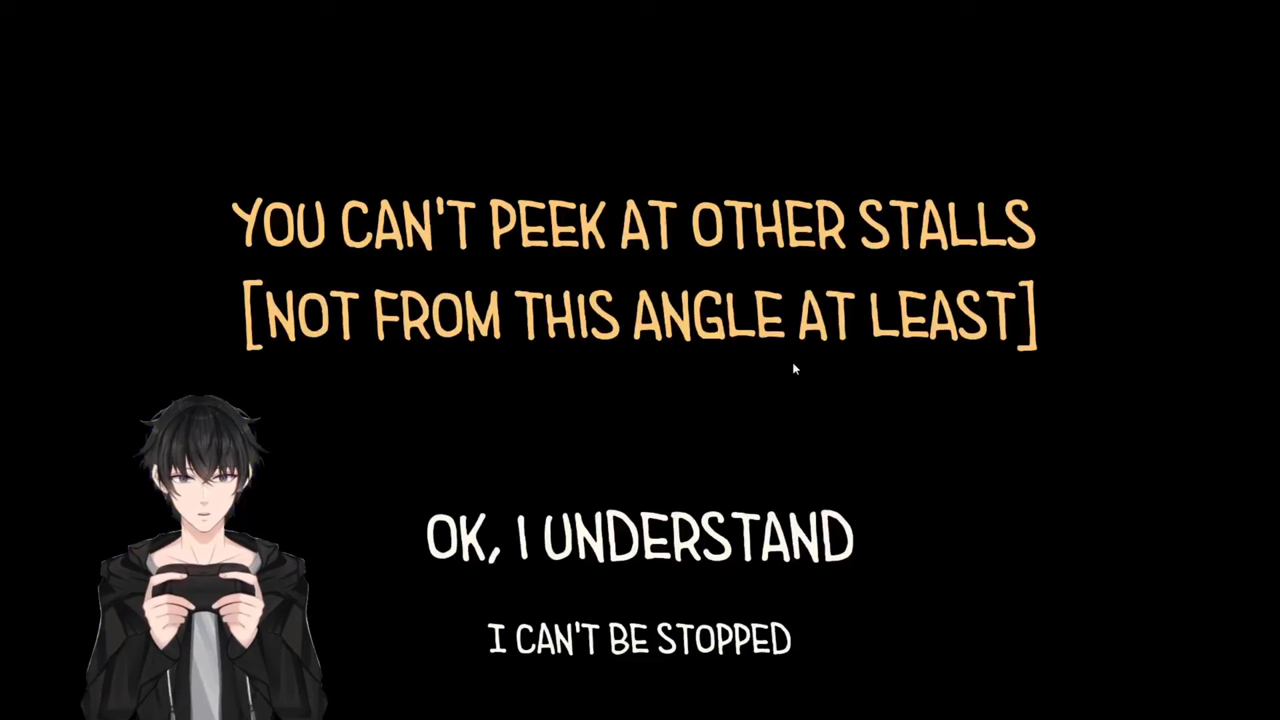 YOU CAN'T PEEK AT OTHER STALLS
[NOT FROM THIS ANGLE AT LEAST]
OK, I UNDERSTAND
I CAN'T BE STOPPED